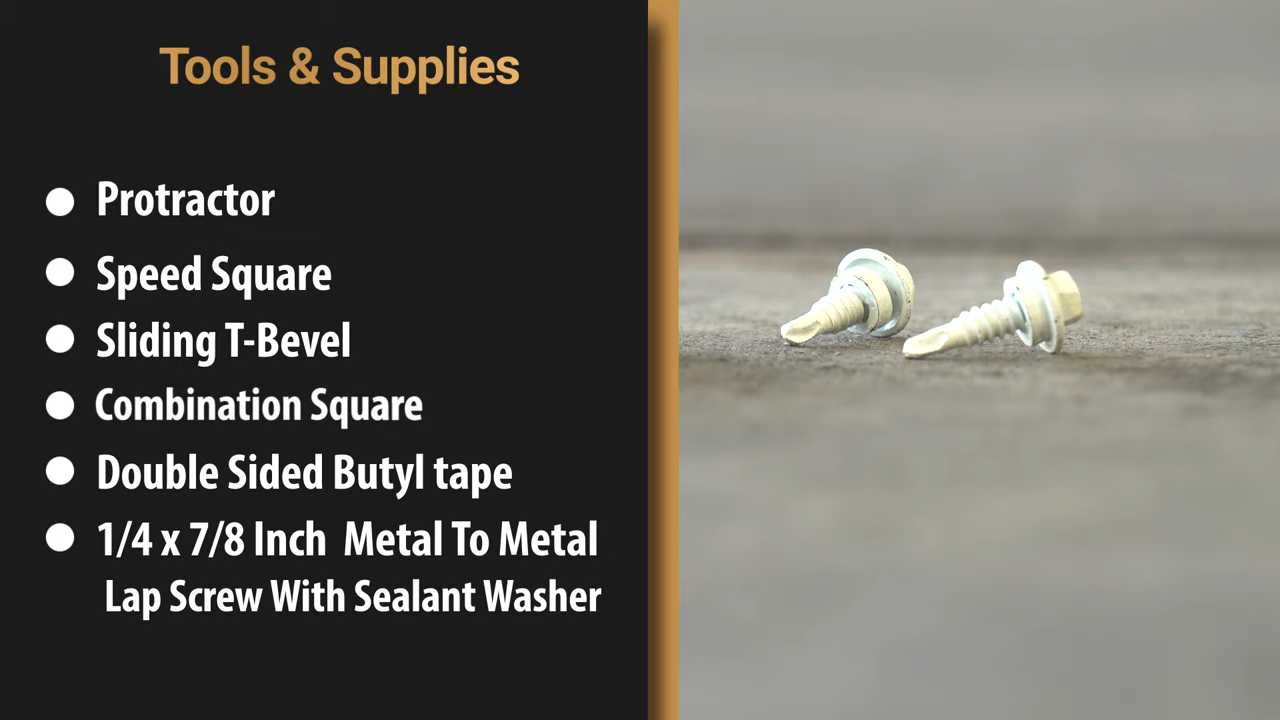 Tools & Supplies
Protractor
Speed Square
Sliding T-Bevel
Combination Square
Double Sided Butyl tape
1/4 x 7/8 Inch Metal To Metal
Lap Screw With Sealant Washer